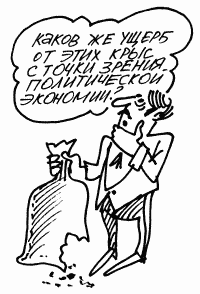 КАКОВ ЖЕ УЩЕРБ
ОТ ЭТИХ КРЫС
С ТОЧКИ ЗРЕНИЯ
ПОЛИТИЧЕСКОЙ
ЭКОНОМИИ?